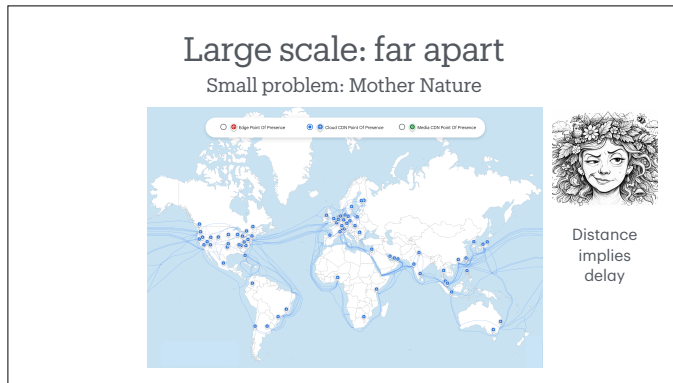 Large scale: far apart
Small problem: Mother Nature
Edge Point Of Presence
Cloud CDN Point Of Presence
Media CDN Point Of Presence
Distance
implies
delay